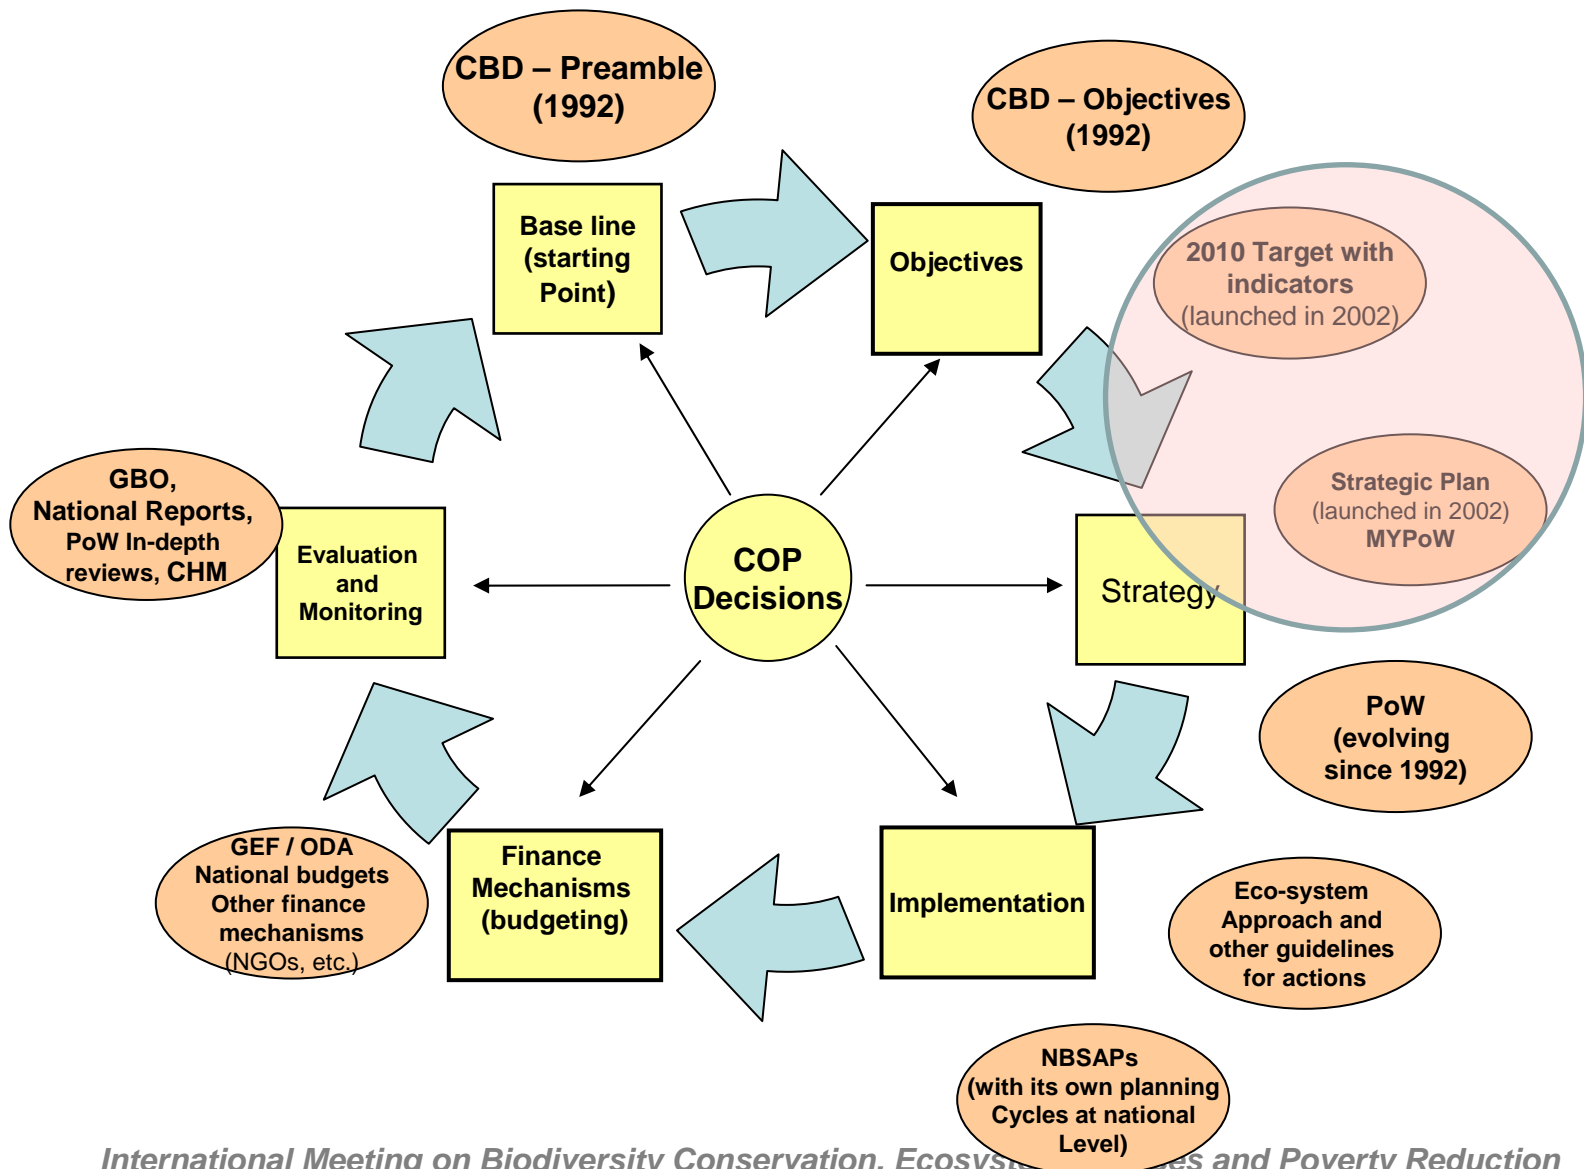 CBD – Preamble
(1992)
CBD – Objectives
(1992)
Base line
(starting
Point)
Objectives
2010 Target with
indicators
(launched in 2002)
Strategic Plan
(launched in 2002)
MYPoW
GBO,
National Reports,
PoW In-depth
reviews, CHM
Evaluation
and
Monitoring
COP
Decisions
Strategy
PoW
(evolving
since 1992)
GEF / ODA
National budgets
Other finance
mechanisms
(NGOs, etc.)
Finance
Mechanisms
(budgeting)
Implementation
Eco-system
Approach and
other guidelines
for actions
NBSAPs
(with its own planning
Cycles at national
Level)
International Meeting on Biodiversity Conservation, and Poverty Reduction